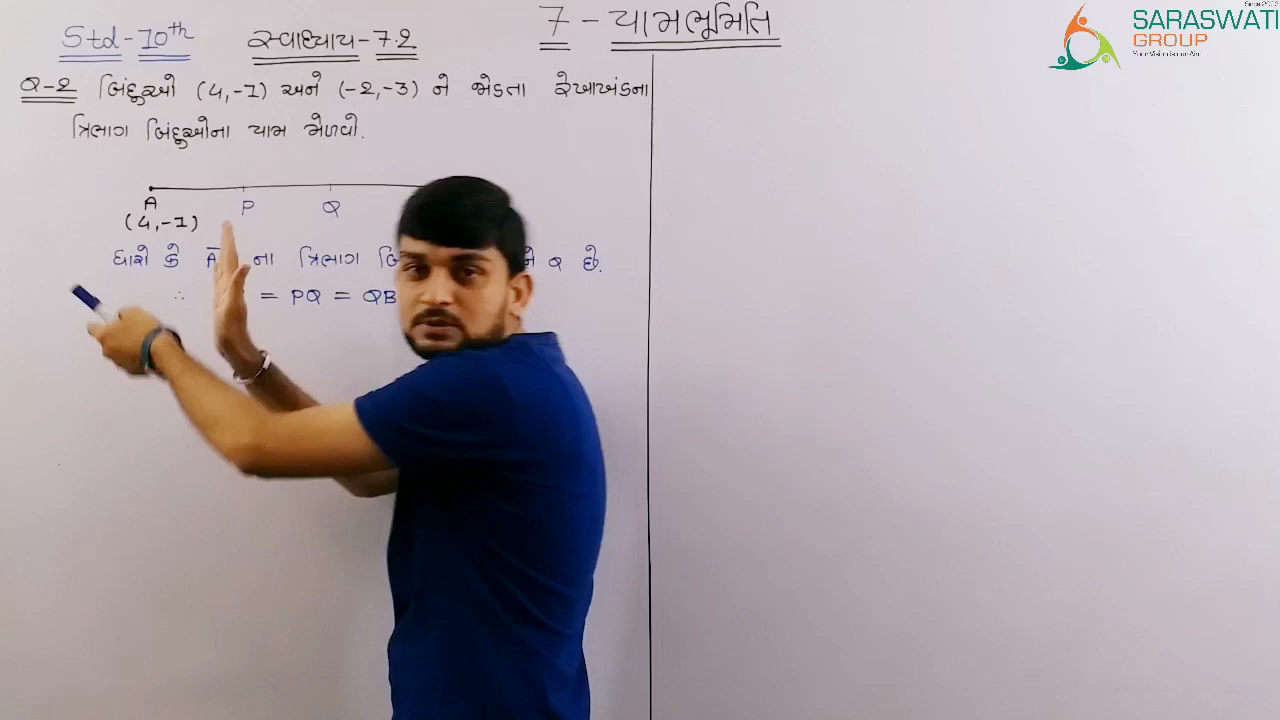 Std-10th સ્વાધ્યાય-7.2 7-યામભૂમિતિ
Q-2 બિંદુઓ (4,-1) અને (-2,-3) ને જોડતા રેખાખંડના
ત્રિભાગ બિંદુઓના યામ મેળવો.
A P Q
(4,-1)
ધારો કે ના ત્રિભાગ Q છે.
∴ = PQ = QB
SARASWATI
GROUP